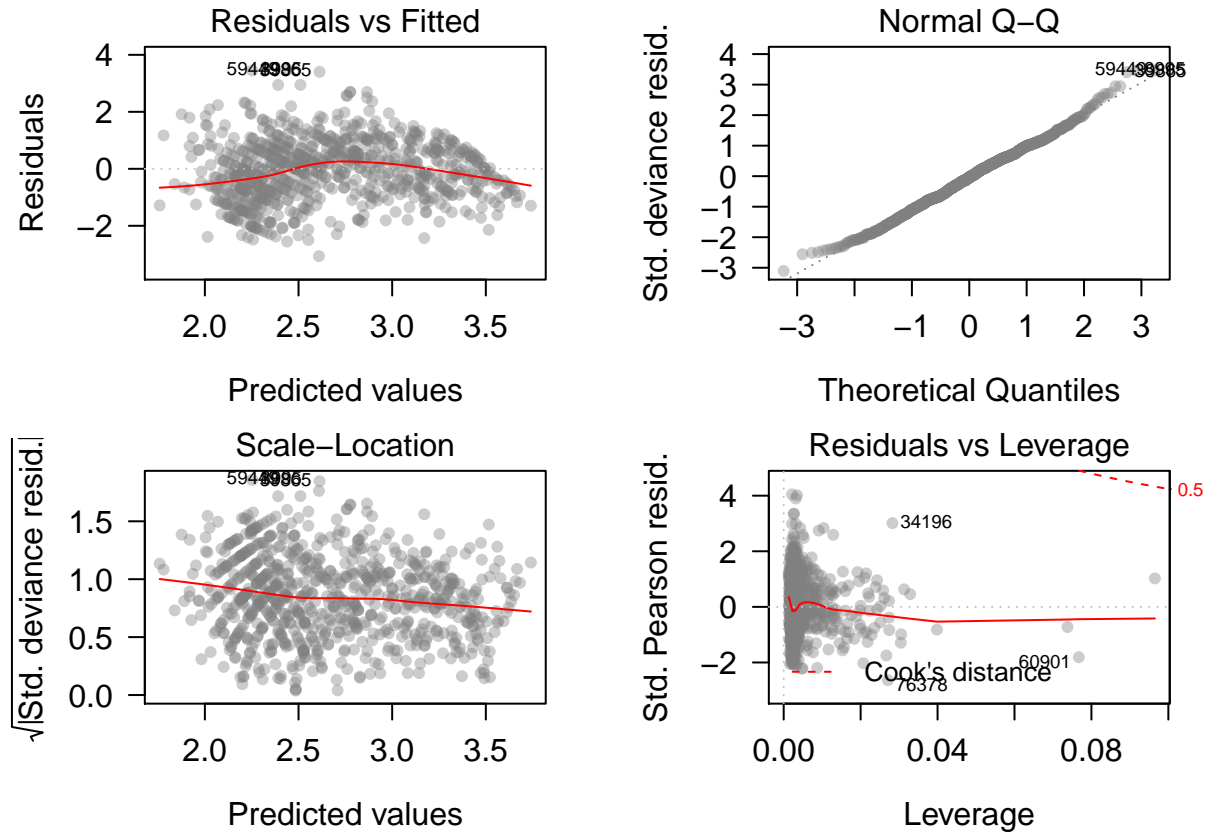 Residuals vs Fitted
Residuals
4
2
0
−2
2.0 2.5 3.0 3.5
Predicted values
Normal Q−Q
Std. deviance resid.
4
3
2
1
0
−1
−2
−3
−3 −1 0 1 2 3
Theoretical Quantiles
Scale−Location
√|Std. deviance resid.|
1.5
1.0
0.5
0.0
2.0 2.5 3.0 3.5
Predicted values
Residuals vs Leverage
Std. Pearson resid.
4
2
0
−2
0.5
34196
60901
Cook's distance
76378
0.00 0.04 0.08
Leverage